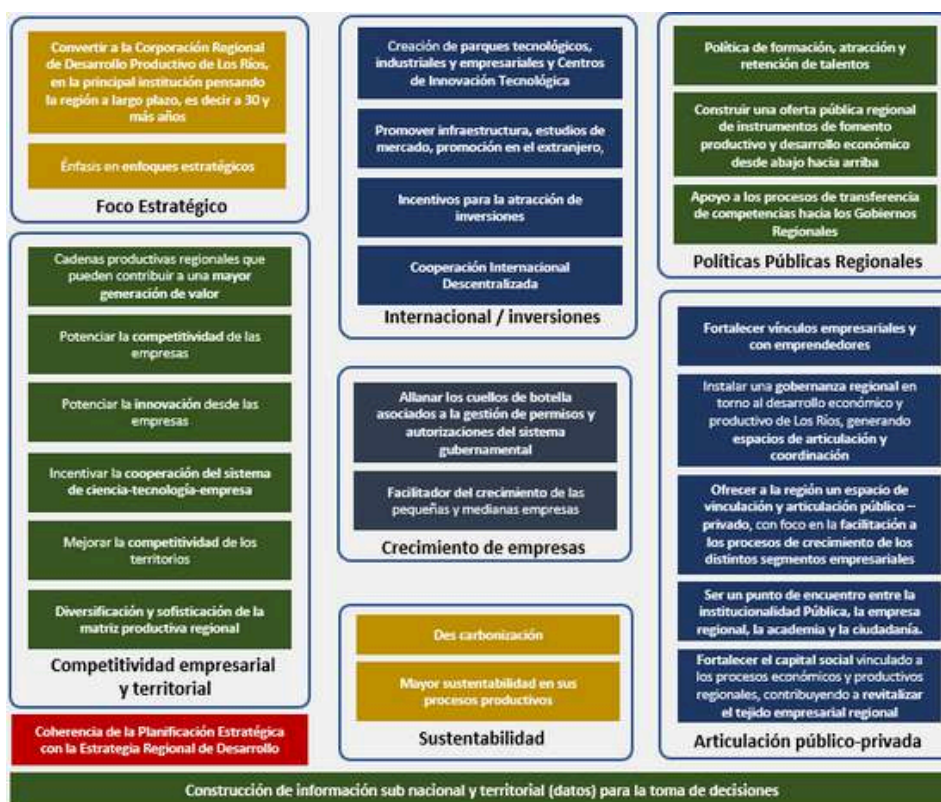 Convertir a la Corporación Regional
de Desarrollo Productivo de Los Ríos,
en la principal institución pensando
la región a largo plazo, es decir a 30 y
más años
Énfasis en enfoques estratégicos
Foco Estratégico
Cadenas productivas regionales que
pueden contribuir a una mayor
generación de valor
Potenciar la competitividad de las
empresas
Potenciar la innovación desde las
empresas
Incentivar la cooperación del sistema
de ciencia-tecnología-empresa
Mejorar la competitividad de los
territorios
Diversificación y sofisticación de la
matriz productiva regional
Competitividad empresarial
y territorial
Coherencia de la Planificación Estratégica
con la Estrategia Regional de Desarrollo
Creación de parques tecnológicos,
industriales y empresariales y Centros
de Innovación Tecnológica
Promover infraestructura, estudios de
mercado, promoción en el extranjero,
Incentivos para la atracción de
inversiones
Cooperación Internacional
Descentralizada
Internacional / inversiones
Allanar los cuellos de botella
asociados a la gestión de permisos y
autorizaciones del sistema
gubernamental
Facilitador del crecimiento de las
pequeñas y medianas empresas
Crecimiento de empresas
Des carbonización
Mayor sustentabilidad en sus
procesos productivos
Sustentabilidad
Política de formación, atracción y
retención de talentos
Construir una oferta pública regional
de instrumentos de fomento
productivo y desarrollo económico
desde abajo hacia arriba
Apoyo a los procesos de transferencia
de competencias hacia los Gobiernos
Regionales
Políticas Públicas Regionales
Fortalecer vínculos empresariales y
con emprendedores
Instalar una gobernanza regional en
torno al desarrollo económico y
productivo de Los Ríos, generando
espacios de articulación y
coordinación
Ofrecer a la región un espacio de
vinculación y articulación público –
privado, con foco en la facilitación a
los procesos de crecimiento de los
distintos segmentos empresariales
Ser un punto de encuentro entre la
institucionalidad Pública, la empresa
regional, la academia y la ciudadanía.
Fortalecer el capital social vinculado a
los procesos económicos y productivos
regionales, contribuyendo a revitalizar
el tejido empresarial regional
Articulación público-privada
Construcción de información sub nacional y territorial (datos) para la toma de decisiones